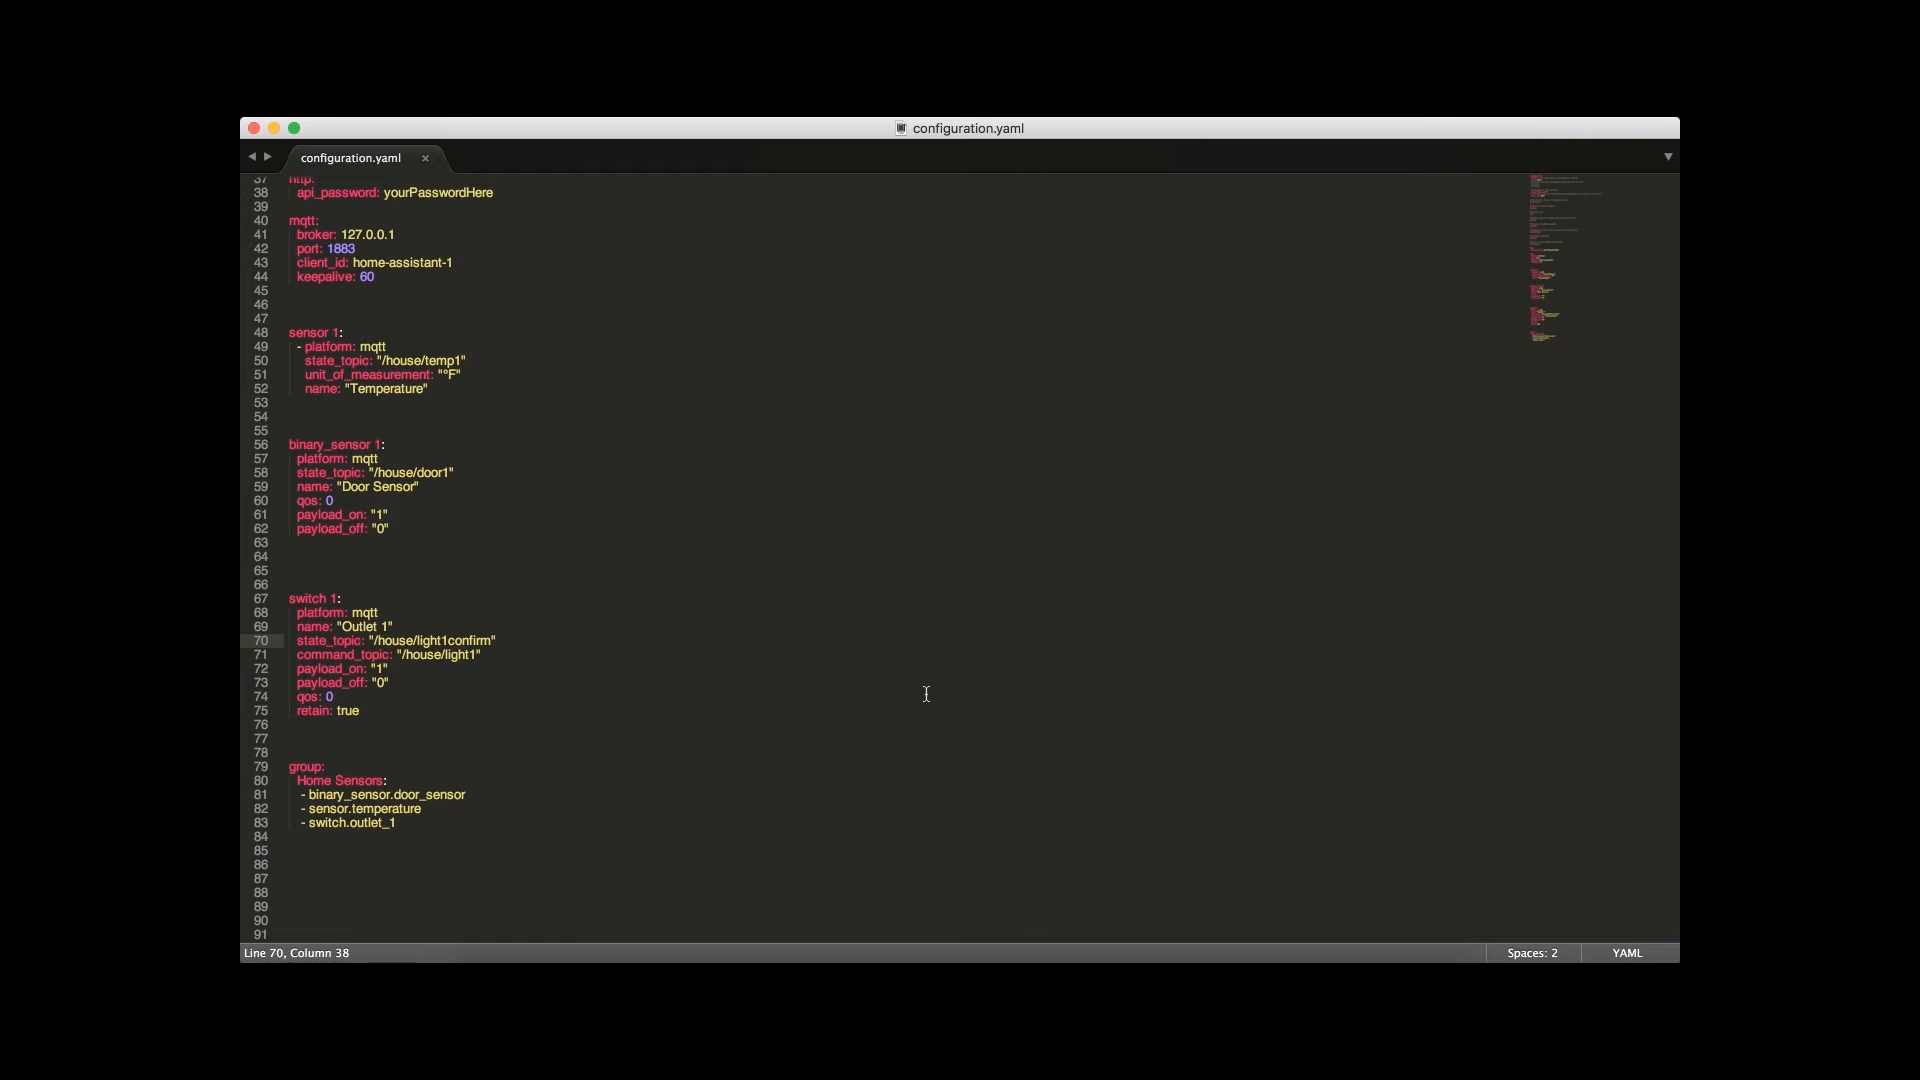 configuration.yaml
configuration.yaml
37 http:
38 api_password: yourPasswordHere
39
40 mqtt:
41 broker: 127.0.0.1
42 port: 1883
43 client_id: home-assistant-1
44 keepalive: 60
45
46
47
48 sensor 1:
49 - platform: mqtt
50 state_topic: "/house/temp1"
51 unit_of_measurement: "°F"
52 name: "Temperature"
53
54
55
56 binary_sensor 1:
57 platform: mqtt
58 state_topic: "/house/door1"
59 name: "Door Sensor"
60 qos: 0
61 payload_on: "1"
62 payload_off: "0"
63
64
65
66
67 switch 1:
68 platform: mqtt
69 name: "Outlet 1"
70 state_topic: "/house/light1confirm"
71 command_topic: "/house/light1"
72 payload_on: "1"
73 payload_off: "0"
74 qos: 0
75 retain: true
76
77
78
79 group:
80 Home Sensors:
81 - binary_sensor.door_sensor
82 - sensor.temperature
83 - switch.outlet_1
84
85
86
87
88
89
90
91
Line 70, Column 38
Spaces: 2
YAML